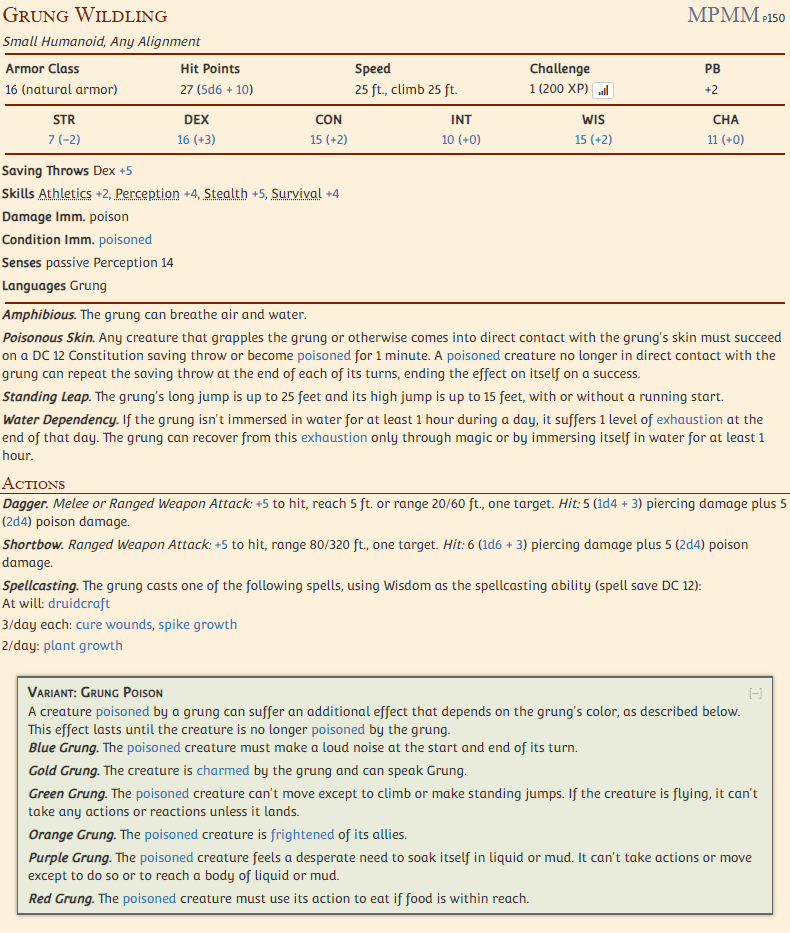 Grung Wildling
MPMM p150
Small Humanoid, Any Alignment
Armor Class Hit Points Speed Challenge PB
16 (natural armor) 27 (5d6 + 10) 25 ft., climb 25 ft. 1 (200 XP) +2
STR DEX CON INT WIS CHA
7 (−2) 16 (+3) 15 (+2) 10 (+0) 15 (+2) 11 (+0)
Saving Throws Dex +5
Skills Athletics +2, Perception +4, Stealth +5, Survival +4
Damage Imm. poison
Condition Imm. poisoned
Senses passive Perception 14
Languages Grung
Amphibious. The grung can breathe air and water.
Poisonous Skin. Any creature that grapples the grung or otherwise comes into direct contact with the grung's skin must succeed
on a DC 12 Constitution saving throw or become poisoned for 1 minute. A poisoned creature no longer in direct contact with the
grung can repeat the saving throw at the end of each of its turns, ending the effect on itself on a success.
Standing Leap. The grung's long jump is up to 25 feet and its high jump is up to 15 feet, with or without a running start.
Water Dependency. If the grung isn't immersed in water for at least 1 hour during a day, it suffers 1 level of exhaustion at the
end of that day. The grung can recover from this exhaustion only through magic or by immersing itself in water for at least 1
hour.
Actions
Dagger. Melee or Ranged Weapon Attack: +5 to hit, reach 5 ft. or range 20/60 ft., one target. Hit: 5 (1d4 + 3) piercing damage plus 5
(2d4) poison damage.
Shortbow. Ranged Weapon Attack: +5 to hit, range 80/320 ft., one target. Hit: 6 (1d6 + 3) piercing damage plus 5 (2d4) poison
damage.
Spellcasting. The grung casts one of the following spells, using Wisdom as the spellcasting ability (spell save DC 12):
At will: druidcraft
3/day each: cure wounds, spike growth
2/day: plant growth
Variant: Grung Poison [–]
A creature poisoned by a grung can suffer an additional effect that depends on the grung's color, as described below.
This effect lasts until the creature is no longer poisoned by the grung.
Blue Grung. The poisoned creature must make a loud noise at the start and end of its turn.
Gold Grung. The creature is charmed by the grung and can speak Grung.
Green Grung. The poisoned creature can't move except to climb or make standing jumps. If the creature is flying, it can't
take any actions or reactions unless it lands.
Orange Grung. The poisoned creature is frightened of its allies.
Purple Grung. The poisoned creature feels a desperate need to soak itself in liquid or mud. It can't take actions or move
except to do so or to reach a body of liquid or mud.
Red Grung. The poisoned creature must use its action to eat if food is within reach.